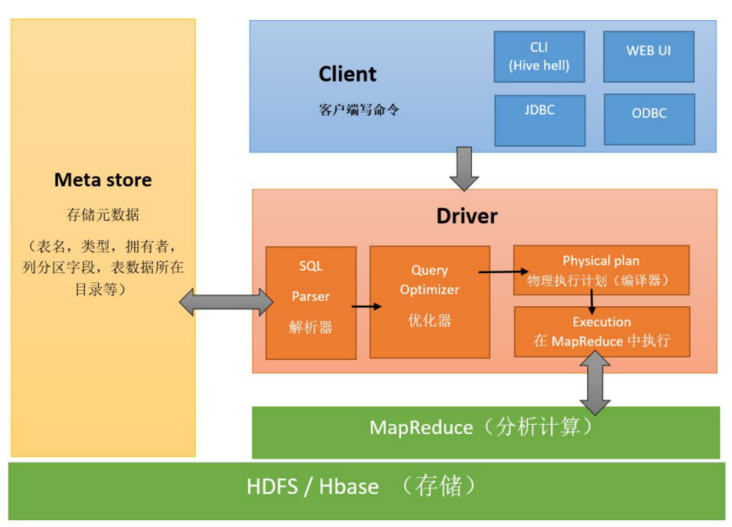 Client
客户端写命令
CLI
(Hive hell)
WEB UI
JDBC
ODBC
Meta store
存储元数据
（表名，类型，拥有者，
列分区字段，表数据所在
目录等）
Driver
SQL
Parser
解析器
Query
Optimizer
优化器
Physical plan
物理执行计划（编译器）
Execution
在 MapReduce 中执行
MapReduce（分析计算）
HDFS / Hbase （存储）